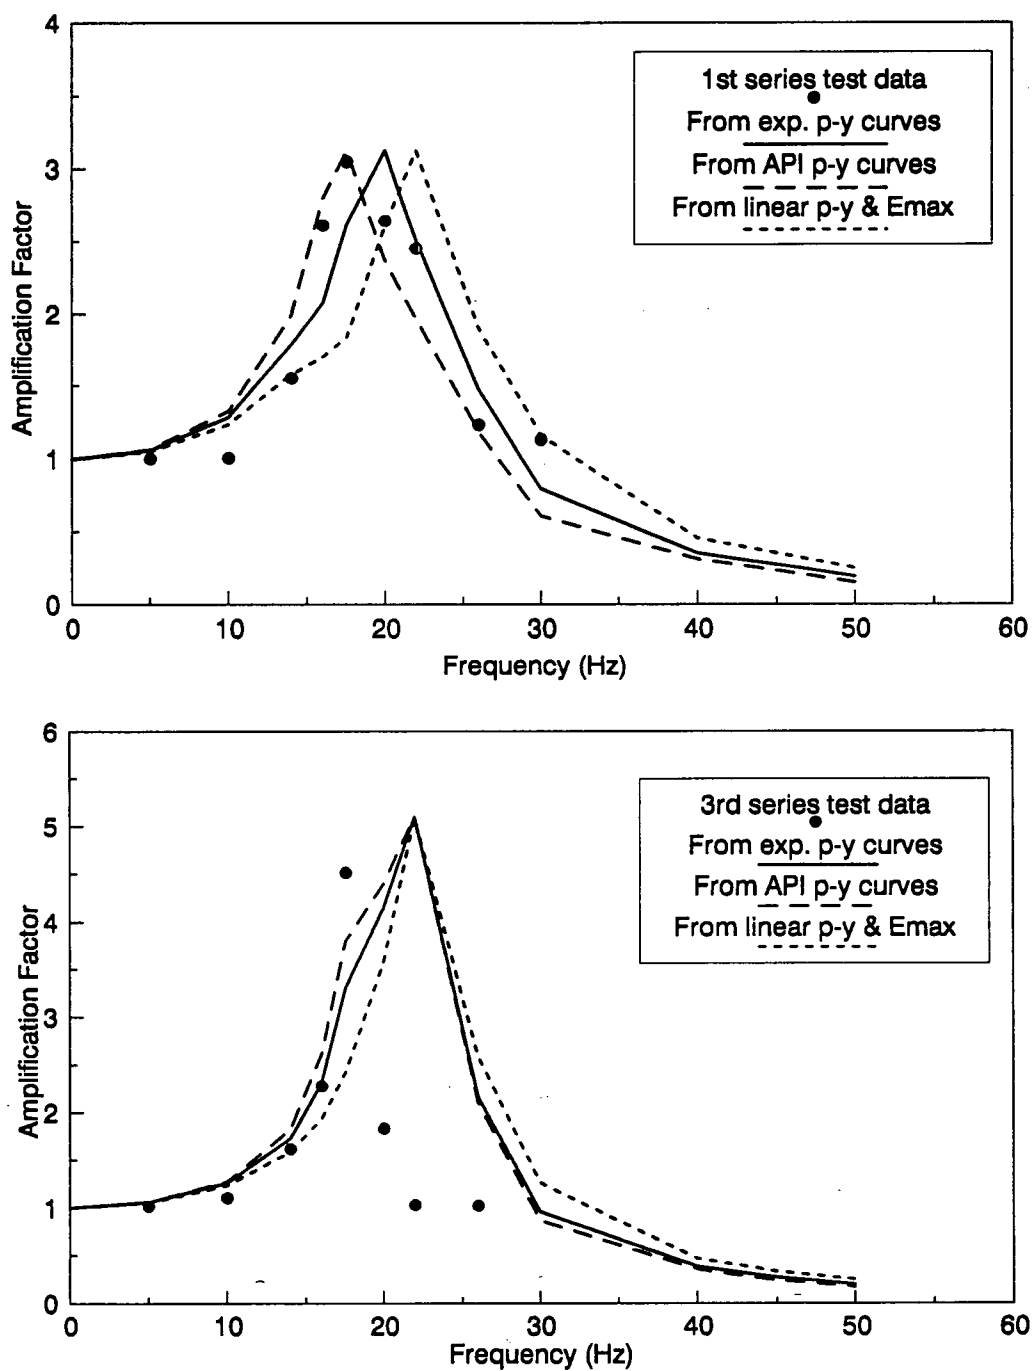 4
3
2
1
0
Amplification Factor
1st series test data
From exp. p-y curves
From API p-y curves
From linear p-y & Emax
0 10 20 30 40 50 60
Frequency (Hz)
6
5
4
3
2
1
0
Amplification Factor
3rd series test data
From exp. p-y curves
From API p-y curves
From linear p-y & Emax
0 10 20 30 40 50 60
Frequency (Hz)